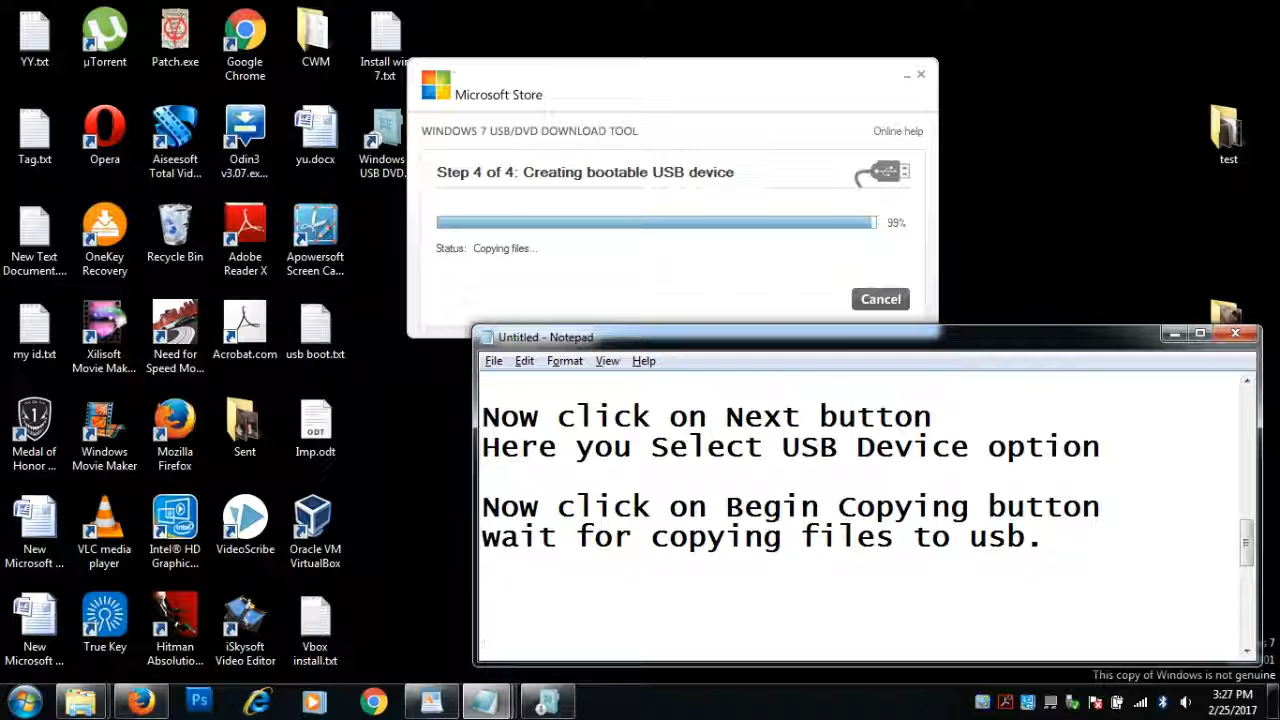 YY.txt
µTorrent
Patch.exe
Google
Chrome
CWM
Install win
7.txt
Tag.txt
Opera
Aiseesoft
Total Vid...
Odin3
v3.07.ex...
yu.docx
Windows
USB DVD...
New Text
Document....
OneKey
Recovery
Recycle Bin
Adobe
Reader X
Apowersoft
Screen Ca...
my id.txt
Xilisoft
Movie Mak...
Need for
Speed Mo...
Acrobat.com
usb boot.txt
Medal of
Honor ...
Windows
Movie Maker
Mozilla
Firefox
Sent
ODT
Imp.odt
New
Microsoft ...
VLC media
player
Intel® HD
Graphic...
VideoScribe
Oracle VM
VirtualBox
New
Microsoft ...
True Key
Hitman
Absolutio...
iSkysoft
Video Editor
Vbox
install.txt
Microsoft Store
WINDOWS 7 USB/DVD DOWNLOAD TOOL
Online help
Step 4 of 4: Creating bootable USB device
99%
Status: Copying files...
Cancel
test
Untitled - Notepad
File Edit Format View Help
Now click on Next button
Here you Select USB Device option
Now click on Begin Copying button
wait for copying files to usb.
This copy of Windows is not genuine
Ps
3:27 PM
2/25/2017